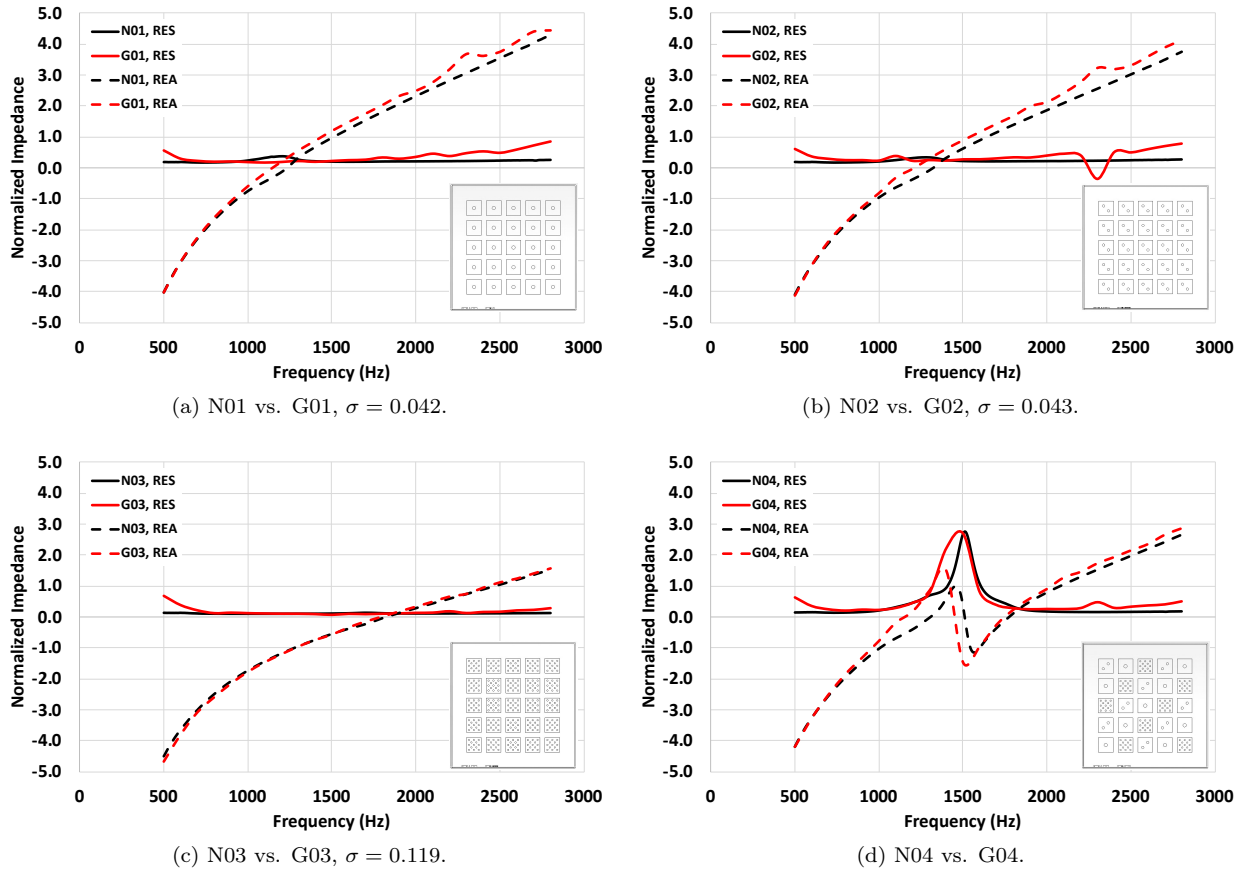 5.0
4.0
3.0
2.0
1.0
0.0
-1.0
-2.0
-3.0
-4.0
-5.0
Normalized Impedance
N01, RES
G01, RES
N01, REA
G01, REA
0 500 1000 1500 2000 2500 3000
Frequency (Hz)
(a) N01 vs. G01, σ = 0.042.
5.0
4.0
3.0
2.0
1.0
0.0
-1.0
-2.0
-3.0
-4.0
-5.0
Normalized Impedance
N02, RES
G02, RES
N02, REA
G02, REA
0 500 1000 1500 2000 2500 3000
Frequency (Hz)
(b) N02 vs. G02, σ = 0.043.
5.0
4.0
3.0
2.0
1.0
0.0
-1.0
-2.0
-3.0
-4.0
-5.0
Normalized Impedance
N03, RES
G03, RES
N03, REA
G03, REA
0 500 1000 1500 2000 2500 3000
Frequency (Hz)
(c) N03 vs. G03, σ = 0.119.
5.0
4.0
3.0
2.0
1.0
0.0
-1.0
-2.0
-3.0
-4.0
-5.0
Normalized Impedance
N04, RES
G04, RES
N04, REA
G04, REA
0 500 1000 1500 2000 2500 3000
Frequency (Hz)
(d) N04 vs. G04.